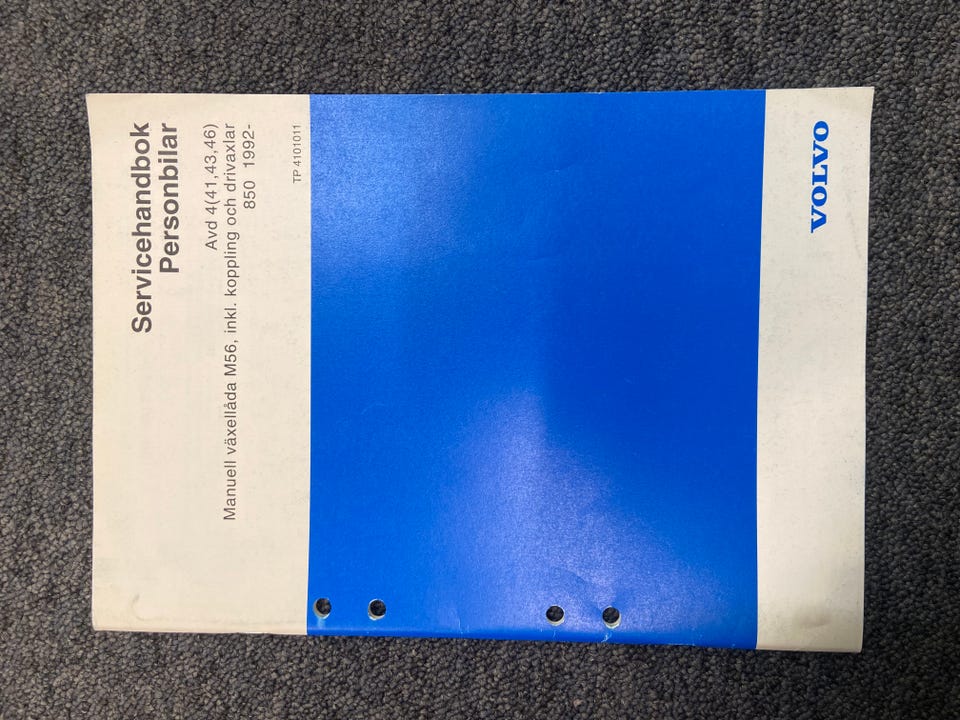 Servicehandbok
Personbilar
Avd 4(41,43,46)
Manuell växellåda M56, inkl. koppling och drivaxlar
850 1992-
TP 4101011
VOLVO